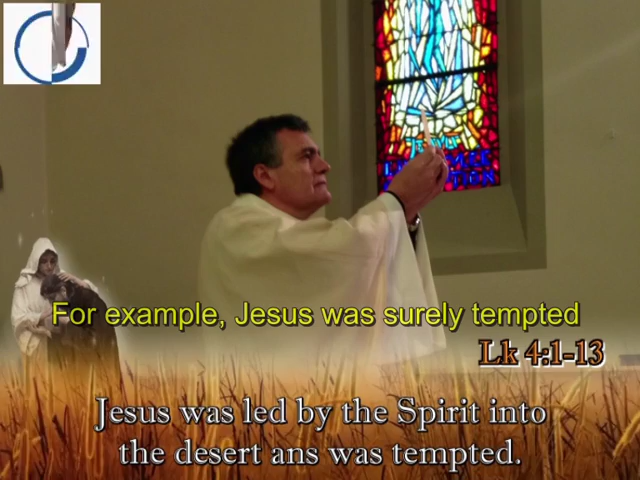 For example, Jesus was surely tempted
Lk 4:1-13
Jesus was led by the Spirit into
the desert ans was tempted.